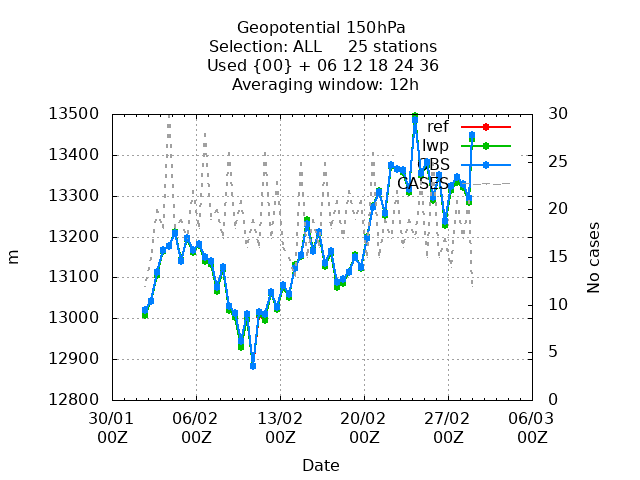 Geopotential 150hPa
Selection: ALL     25 stations
Used {00} + 06 12 18 24 36
Averaging window: 12h
13500
13400
13300
13200
13100
13000
12900
12800
30
25
20
15
10
5
0
ref
lwp
OBS
CASES
m
No cases
30/01 06/02 13/02 20/02 27/02 06/03
00Z 00Z 00Z 00Z 00Z 00Z
Date